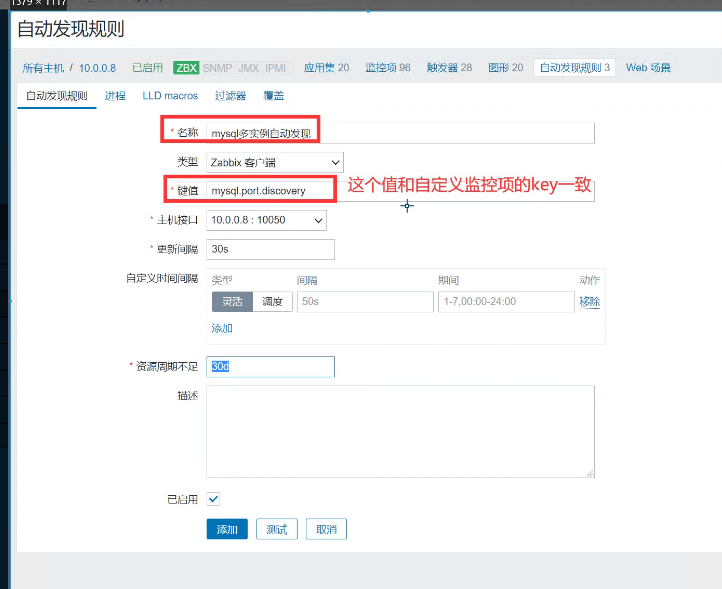 1379 × 1117
自动发现规则
所有主机 / 10.0.0.8 已启用 ZBX SNMP JMX IPMI 应用集 20 监控项 96 触发器 28 图形 20 自动发现规则 3 Web 场景
自动发现规则 进程 LLD macros 过滤器 覆盖
* 名称 mysql多实例自动发现
类型 Zabbix 客户端
* 键值 mysql.port.discovery 这个值和自定义监控项的key一致
* 主机接口 10.0.0.8 : 10050
* 更新间隔 30s
自定义时间间隔 类型 间隔 期间 动作
灵活 调度 50s 1-7,00:00-24:00 移除
添加
* 资源周期不足 30d
描述
已启用
添加 测试 取消